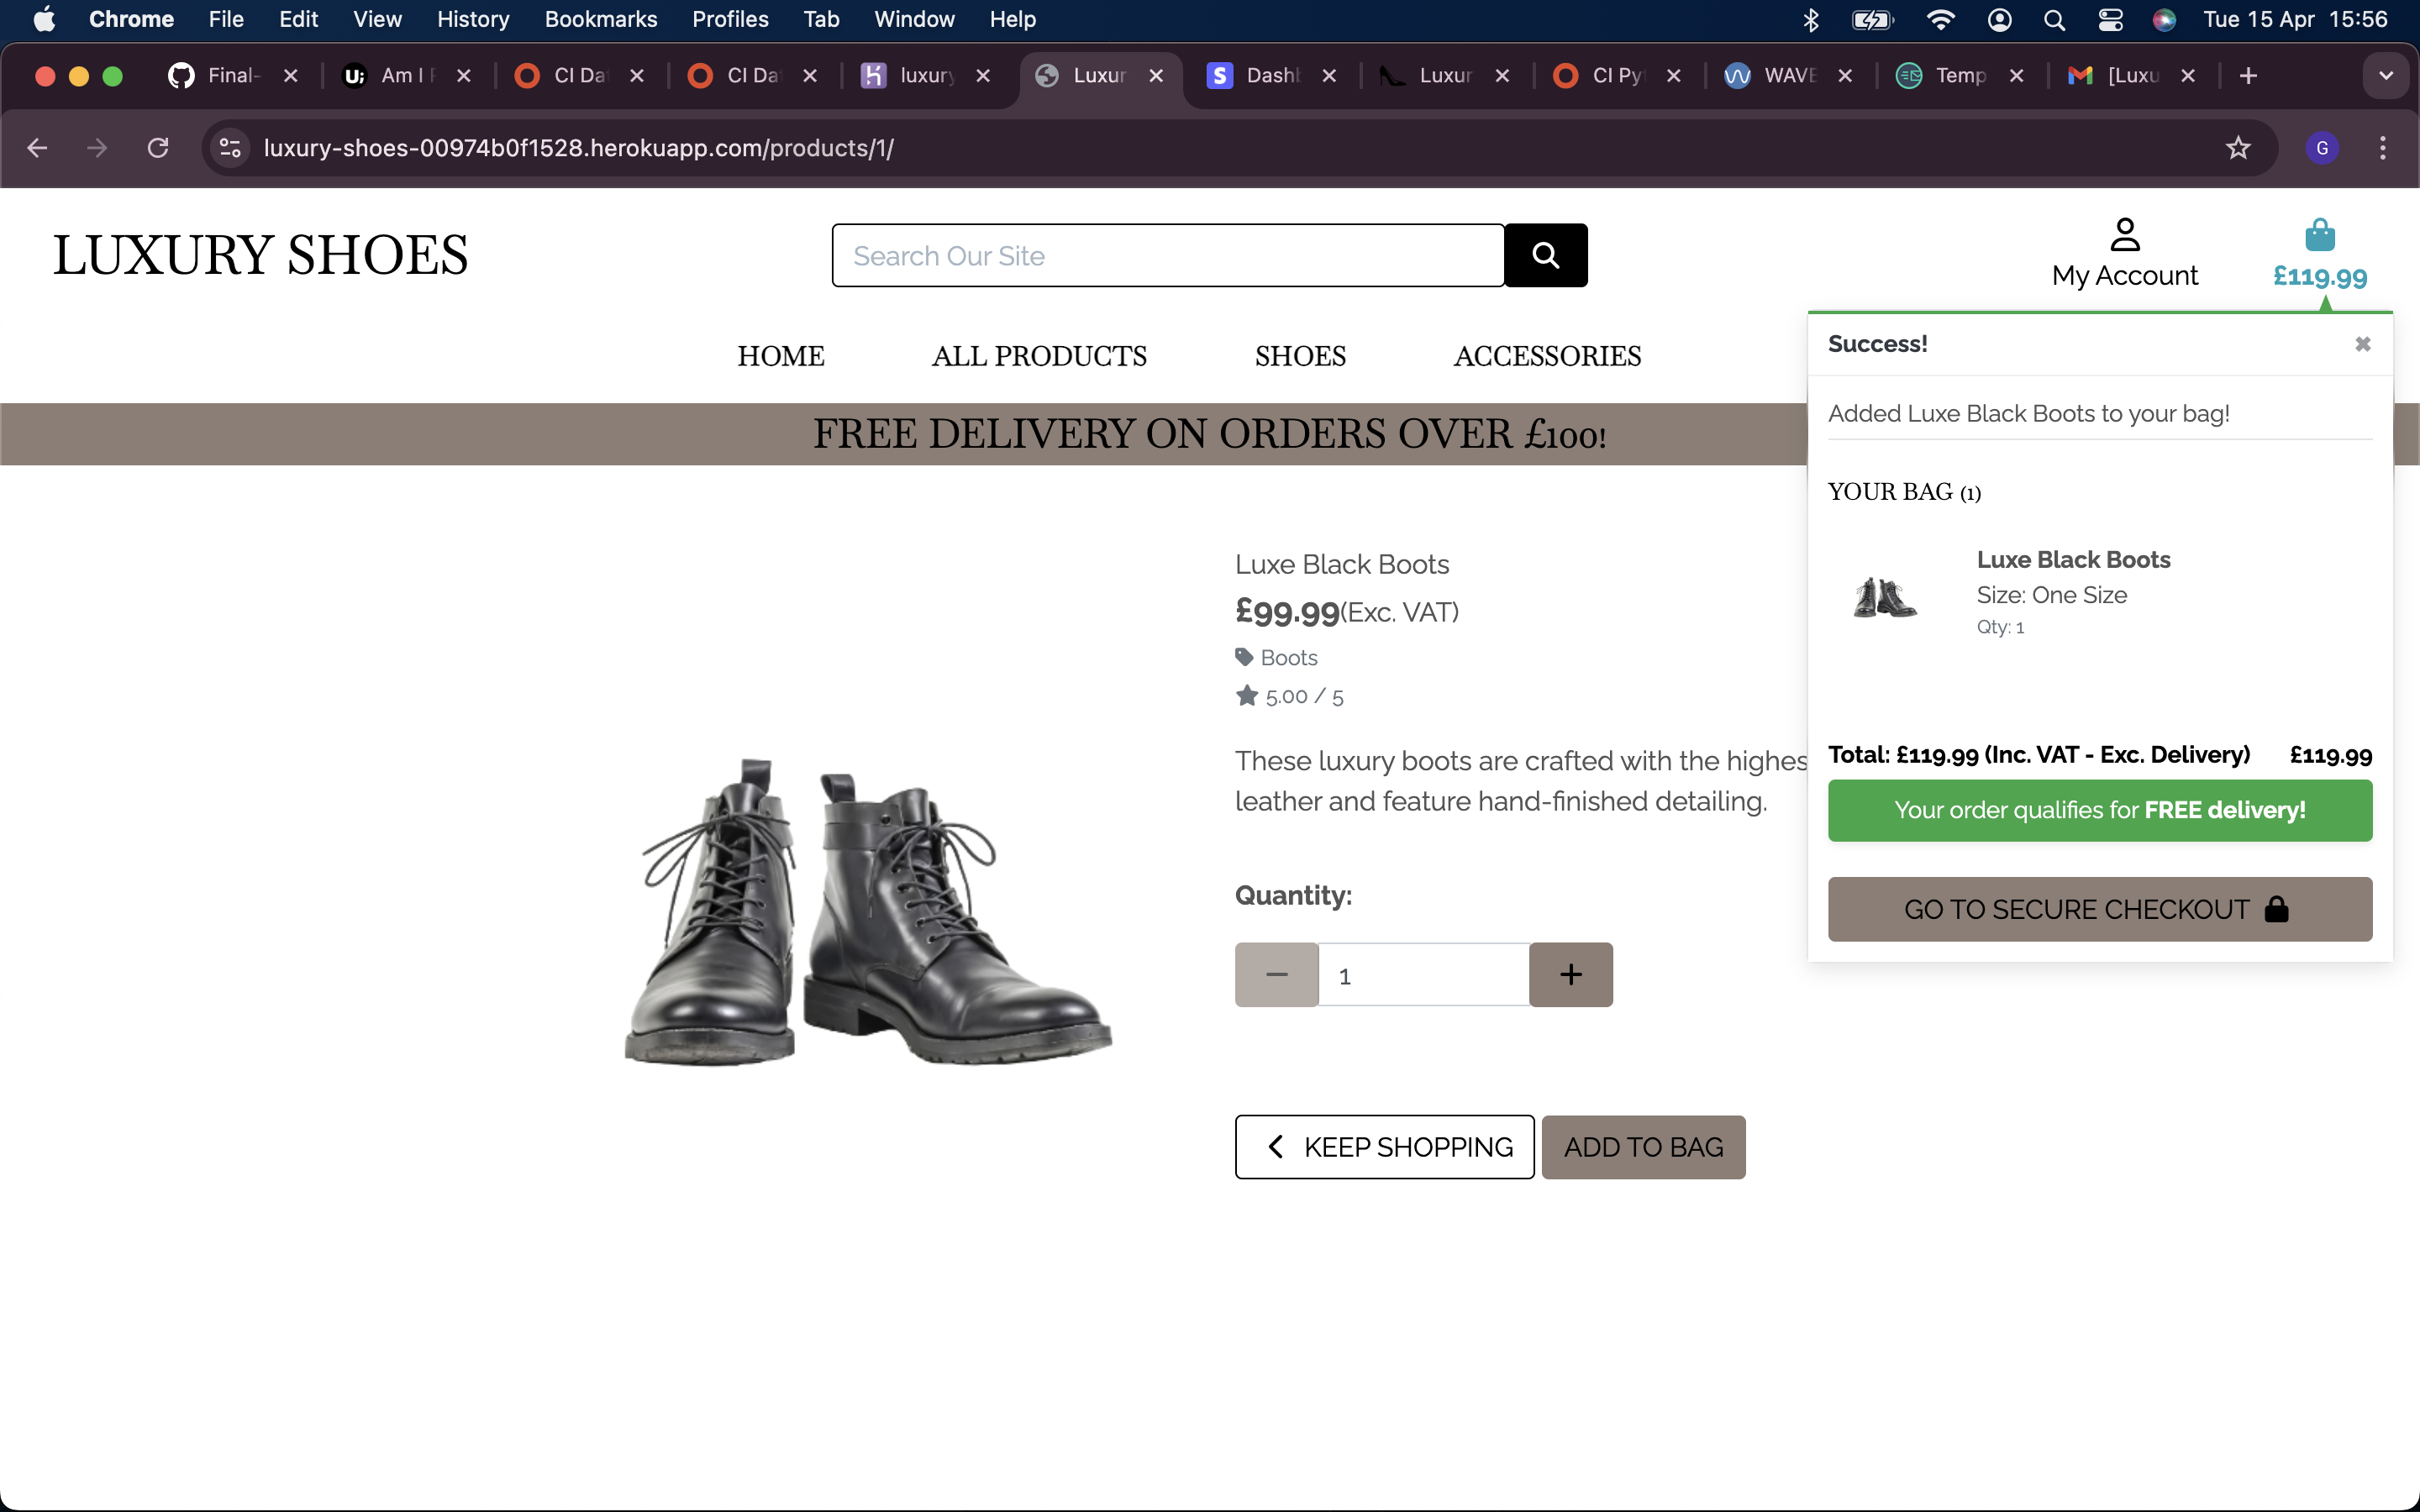 Chrome File Edit View History Bookmarks Profiles Tab Window Help Tue 15 Apr 15:56
Final- Am I CI Da CI Da luxury Luxur Dash Luxur CI Py WAVE Temp [Luxu
luxury-shoes-00974b0f1528.herokuapp.com/products/1/ G
LUXURY SHOES
Search Our Site
My Account
£119.99
HOME ALL PRODUCTS SHOES ACCESSORIES
FREE DELIVERY ON ORDERS OVER £100!
Luxe Black Boots
£99.99(Exc. VAT)
Boots
5.00 / 5
These luxury boots are crafted with the highes
leather and feature hand-finished detailing.
Quantity:
1
KEEP SHOPPING
ADD TO BAG
Success!
Added Luxe Black Boots to your bag!
YOUR BAG (1)
Luxe Black Boots
Size: One Size
Qty: 1
Total: £119.99 (Inc. VAT - Exc. Delivery) £119.99
Your order qualifies for FREE delivery!
GO TO SECURE CHECKOUT